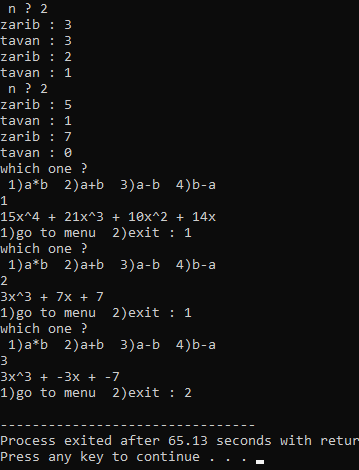 n ? 2
zarib : 3
tavan : 3
zarib : 2
tavan : 1
n ? 2
zarib : 5
tavan : 1
zarib : 7
tavan : 0
which one ?
1)a*b  2)a+b  3)a-b  4)b-a
1
15x^4 + 21x^3 + 10x^2 + 14x
1)go to menu  2)exit : 1
which one ?
1)a*b  2)a+b  3)a-b  4)b-a
2
3x^3 + 7x + 7
1)go to menu  2)exit : 1
which one ?
1)a*b  2)a+b  3)a-b  4)b-a
3
3x^3 + -3x + -7
1)go to menu  2)exit : 2
--------------------------------
Process exited after 65.13 seconds with retur
Press any key to continue . . .